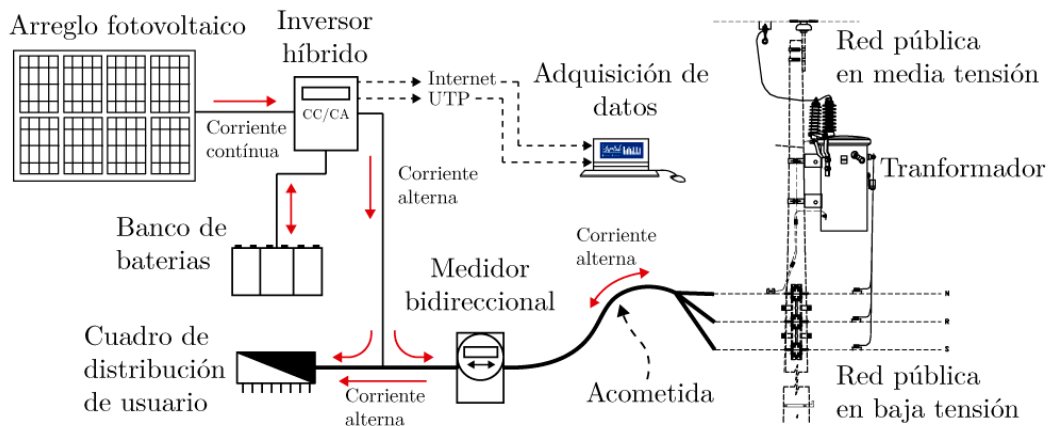 Arreglo fotovoltaico
Inversor
híbrido
CC/CA
Corriente
contínua
Internet
UTP
Adquisición de
datos
Red pública
en media tensión
Tranformador
Corriente
alterna
Banco de
baterias
Medidor
bidireccional
Corriente
alterna
N
R
S
Cuadro de
distribución
de usuario
Corriente
alterna
Acometida
Red pública
en baja tensión